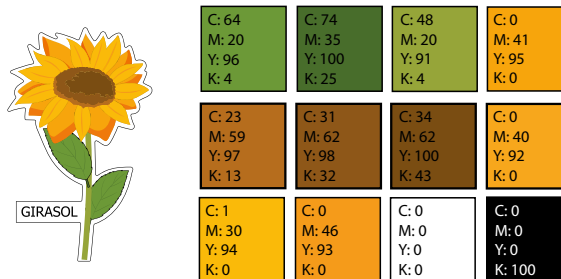 GIRASOL
C: 64
M: 20
Y: 96
K: 4
C: 74
M: 35
Y: 100
K: 25
C: 48
M: 20
Y: 91
K: 4
C: 0
M: 41
Y: 95
K: 0
C: 23
M: 59
Y: 97
K: 13
C: 31
M: 62
Y: 98
K: 32
C: 34
M: 62
Y: 100
K: 43
C: 0
M: 40
Y: 92
K: 0
C: 1
M: 30
Y: 94
K: 0
C: 0
M: 46
Y: 93
K: 0
C: 0
M: 0
Y: 0
K: 0
C: 0
M: 0
Y: 0
K: 100